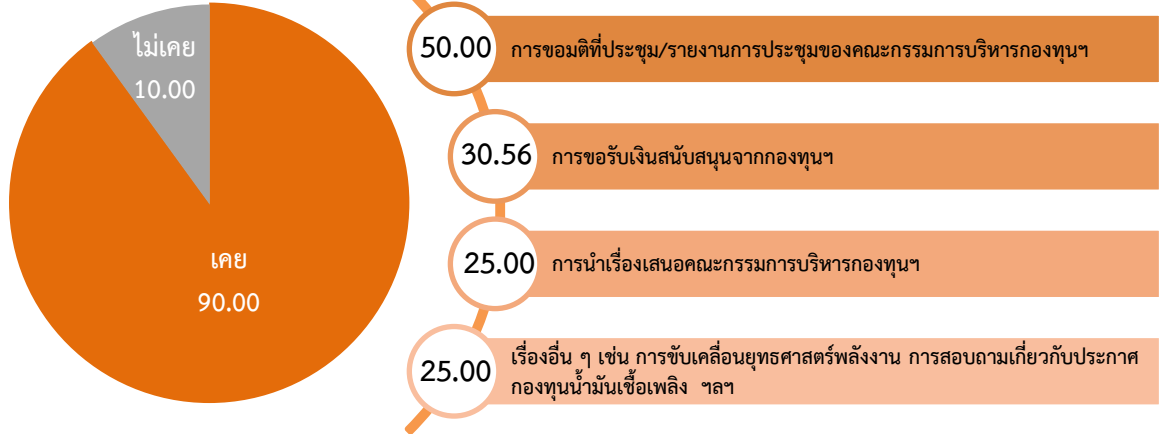 ไม่เคย
10.00
เคย
90.00
50.00 การขอมติที่ประชุม/รายงานการประชุมของคณะกรรมการบริหารกองทุนฯ
30.56 การขอรับเงินสนับสนุนจากกองทุนฯ
25.00 การนำเรื่องเสนอคณะกรรมการบริหารกองทุนฯ
25.00 เรื่องอื่น ๆ เช่น การขับเคลื่อนยุทธศาสตร์พลังงาน การสอบถามเกี่ยวกับประกาศ
กองทุนน้ำมันเชื้อเพลิง ฯลฯ